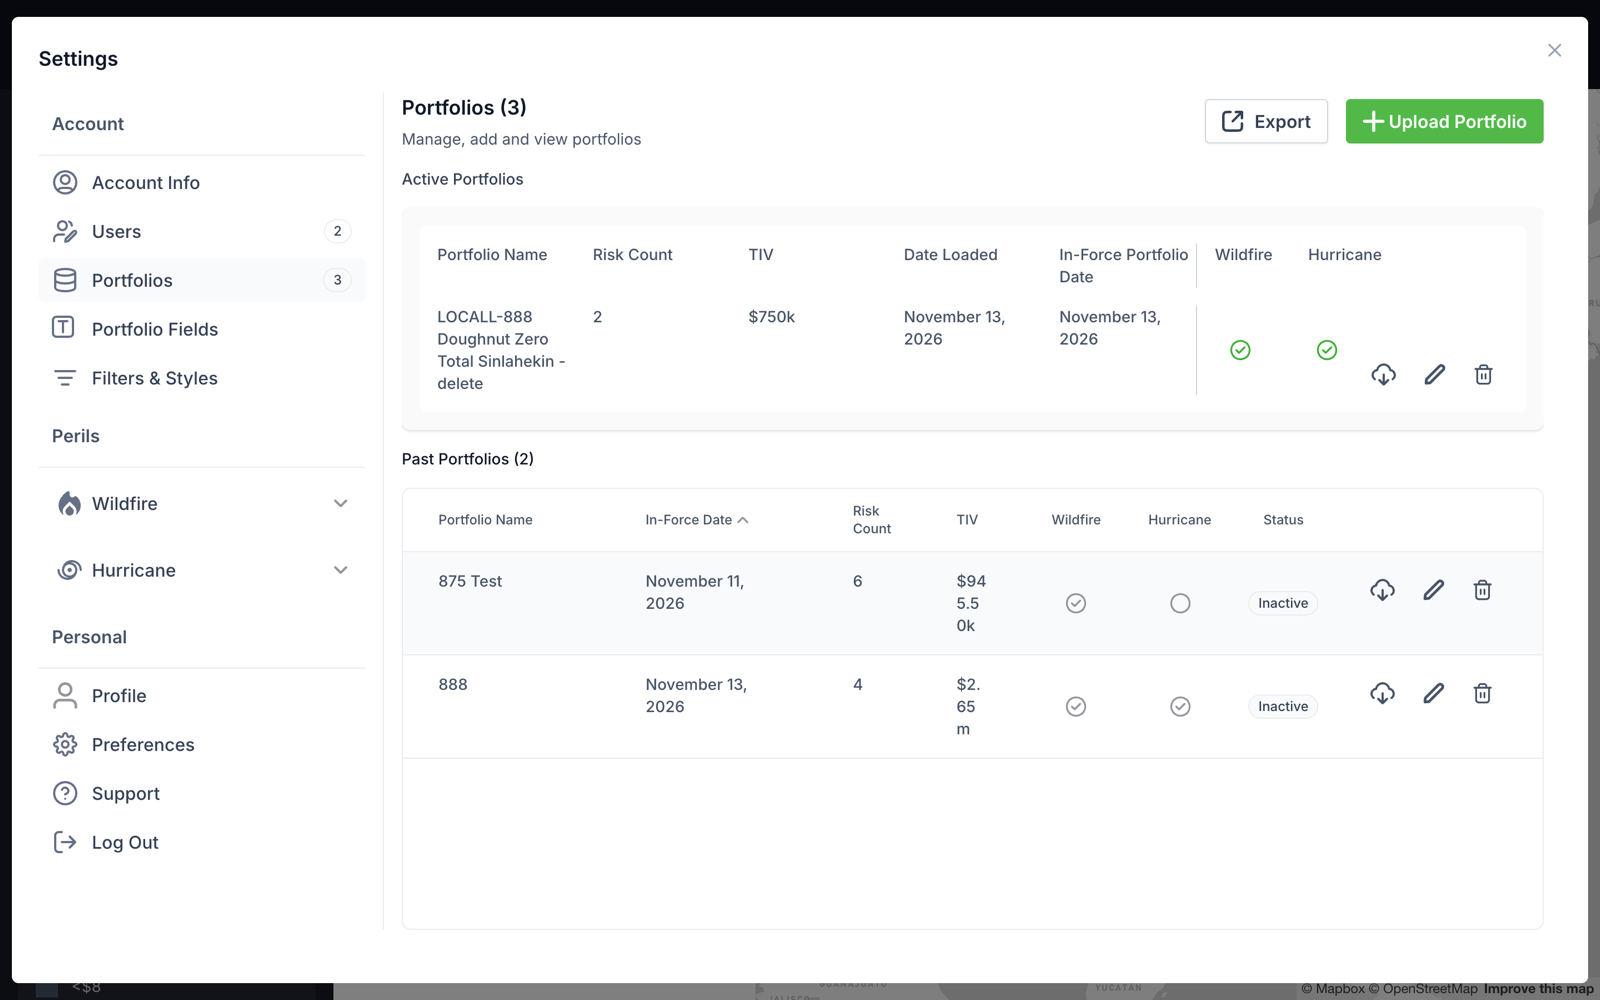 Settings
Account
Account Info
Users
2
Portfolios
3
Portfolio Fields
Filters & Styles
Perils
Wildfire
Hurricane
Personal
Profile
Preferences
Support
Log Out
Portfolios (3)
Manage, add and view portfolios
Export
Upload Portfolio
Active Portfolios
Portfolio Name
Risk Count
TIV
Date Loaded
In-Force Portfolio
Date
Wildfire
Hurricane
LOCALL-888
Doughnut Zero
Total Sinlahekin -
delete
2
$750k
November 13,
2026
November 13,
2026
Past Portfolios (2)
Portfolio Name
In-Force Date
Risk
Count
TIV
Wildfire
Hurricane
Status
875 Test
November 11,
2026
6
$94
5.5
0k
Inactive
888
November 13,
2026
4
$2.
65
m
Inactive
<$8
YUCATAN
© Mapbox © OpenStreetMap Improve this map